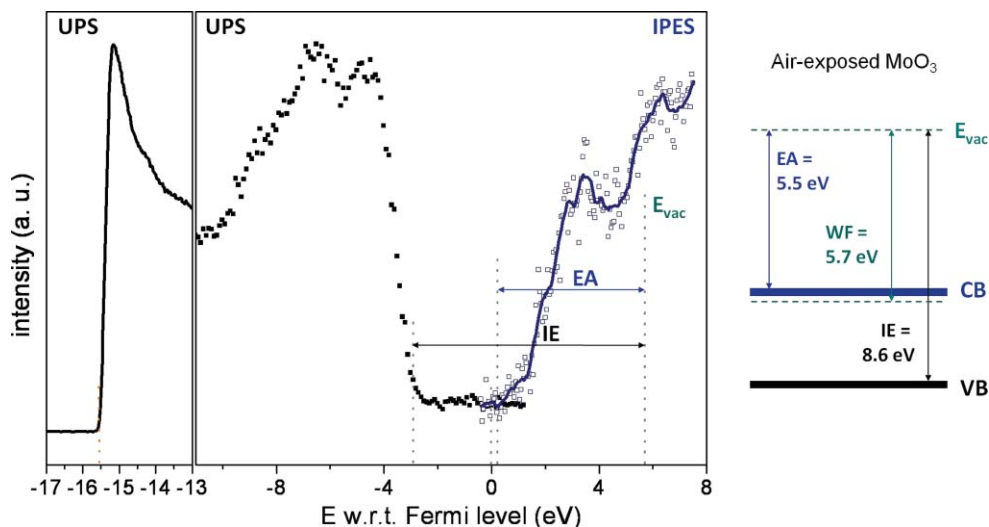 UPS
UPS
IPES
intensity (a. u.)
E_vac
EA
IE
-17 -16 -15 -14 -13
-8 -4 0 4 8
E w.r.t. Fermi level (eV)
Air-exposed MoO₃
E_vac
EA =
5.5 eV
WF =
5.7 eV
CB
IE =
8.6 eV
VB